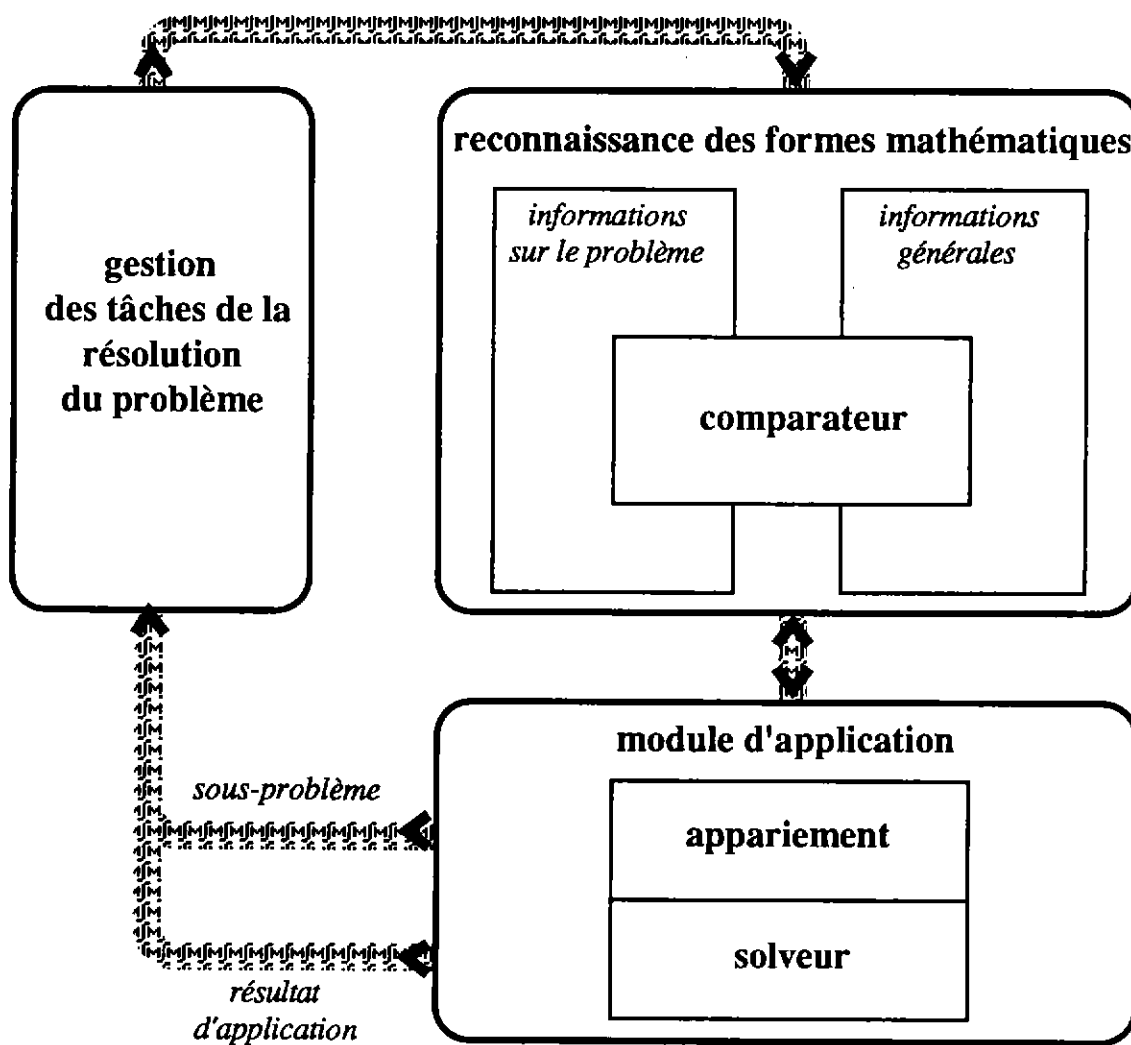 reconnaissance des formes mathématiques
informations
sur le problème
informations
générales
gestion
des tâches de la
résolution
du problème
comparateur
module d'application
sous-problème
appariement
solveur
résultat
d'application